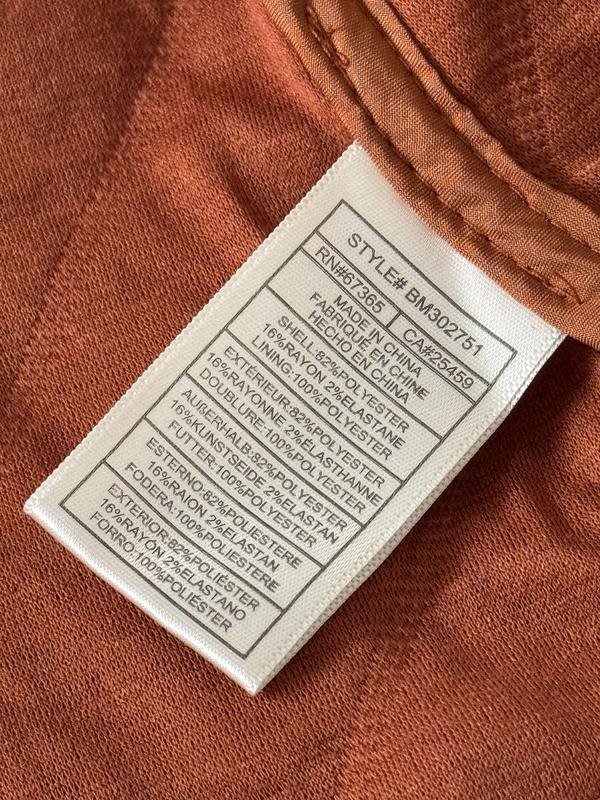 STYLE# BM302751
RN#67365 CA#25459
MADE IN CHINA
FABRIQUE EN CHINE
HECHO EN CHINA
SHELL:82%POLYESTER
16%RAYON 2%ELASTANE
LINING:100%POLYESTER
EXTÉRIEUR:82%POLYESTER
16%RAYONNE 2%ÉLASTHANNE
DOUBLURE:100%POLYESTER
AUßERHALB:82%POLYESTER
16%KUNSTSEIDE 2%ELASTAN
FUTTER:100%POLYESTER
ESTERNO:82%POLIESTERE
16%RAION 2%ELASTAN
FODERA:100%POLIESTERE
EXTERIOR:82%POLIÉSTER
16%RAYON 2%ELASTANO
FORRO:100%POLIÉSTER